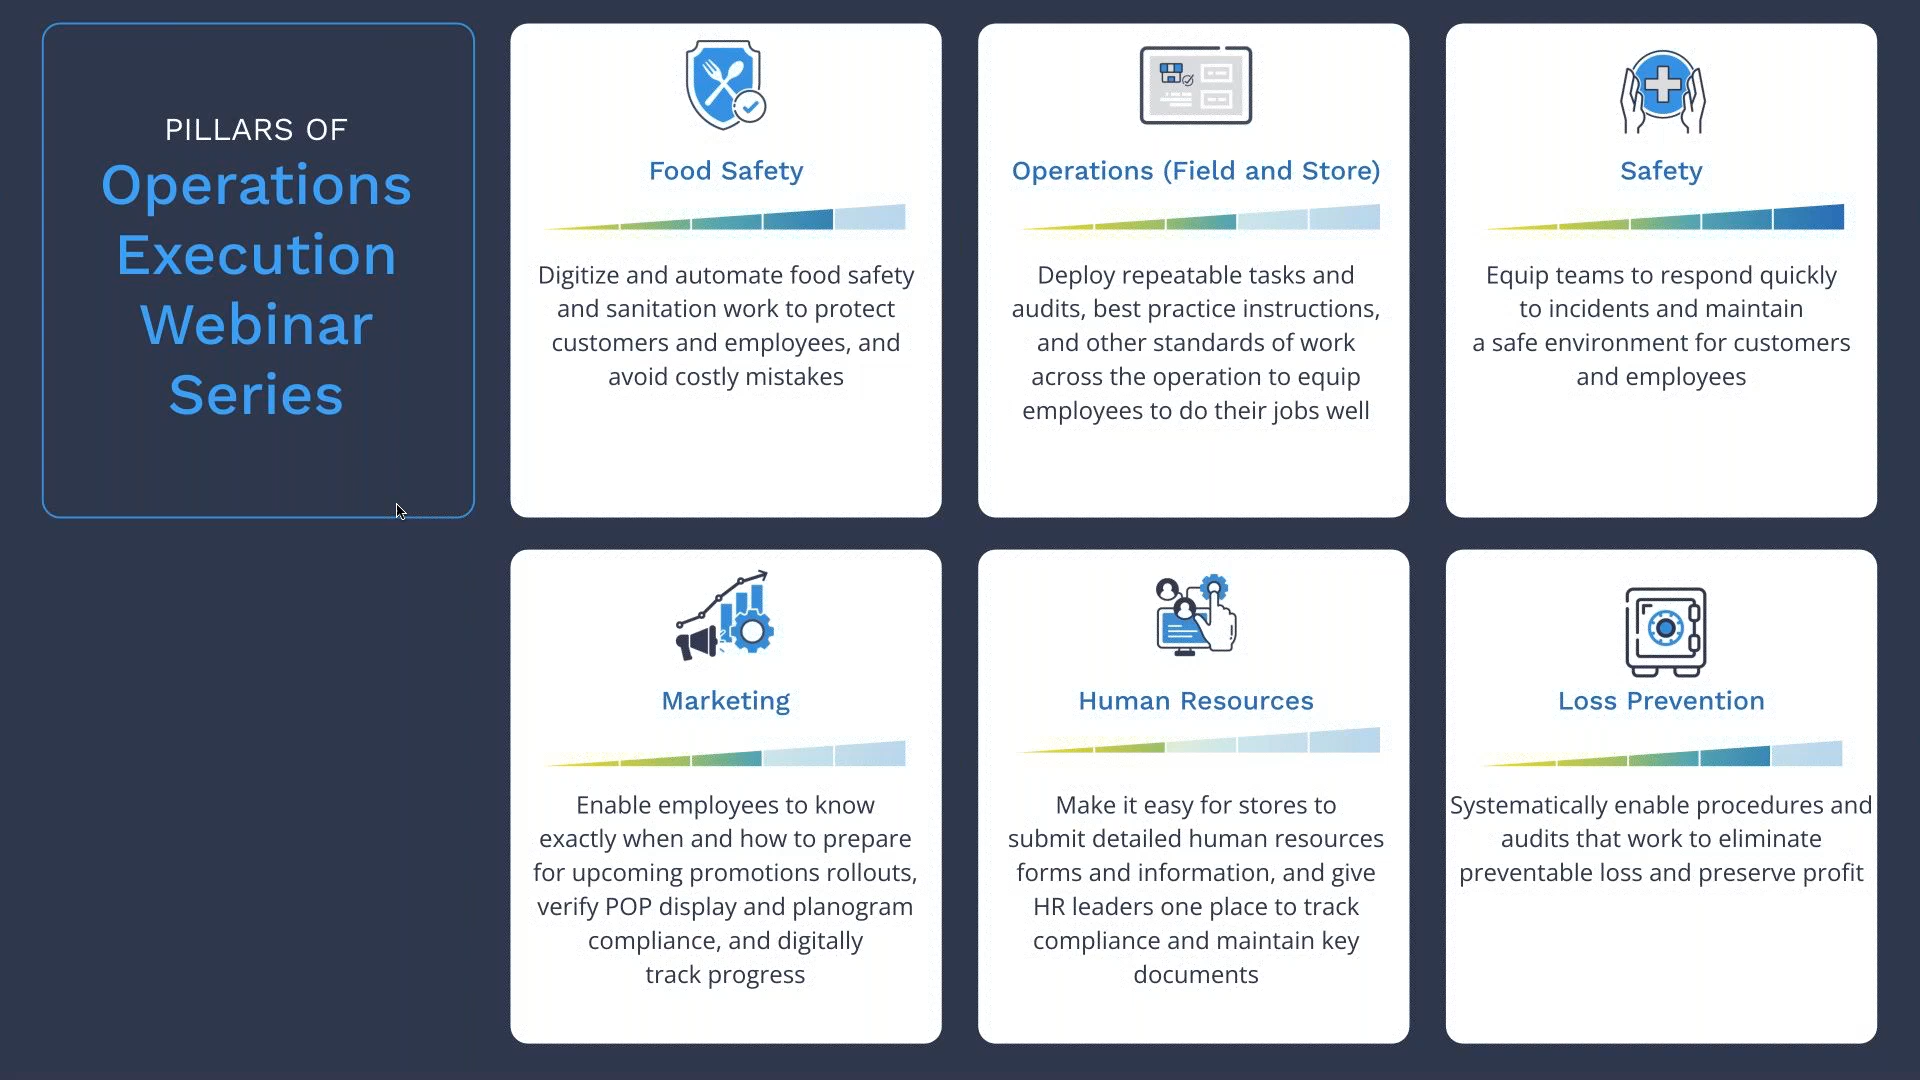 PILLARS OF
Operations
Execution
Webinar
Series
Food Safety
Digitize and automate food safety
and sanitation work to protect
customers and employees, and
avoid costly mistakes
Operations (Field and Store)
Deploy repeatable tasks and
audits, best practice instructions,
and other standards of work
across the operation to equip
employees to do their jobs well
Safety
Equip teams to respond quickly
to incidents and maintain
a safe environment for customers
and employees
Marketing
Enable employees to know
exactly when and how to prepare
for upcoming promotions rollouts,
verify POP display and planogram
compliance, and digitally
track progress
Human Resources
Make it easy for stores to
submit detailed human resources
forms and information, and give
HR leaders one place to track
compliance and maintain key
documents
Loss Prevention
Systematically enable procedures and
audits that work to eliminate
preventable loss and preserve profit